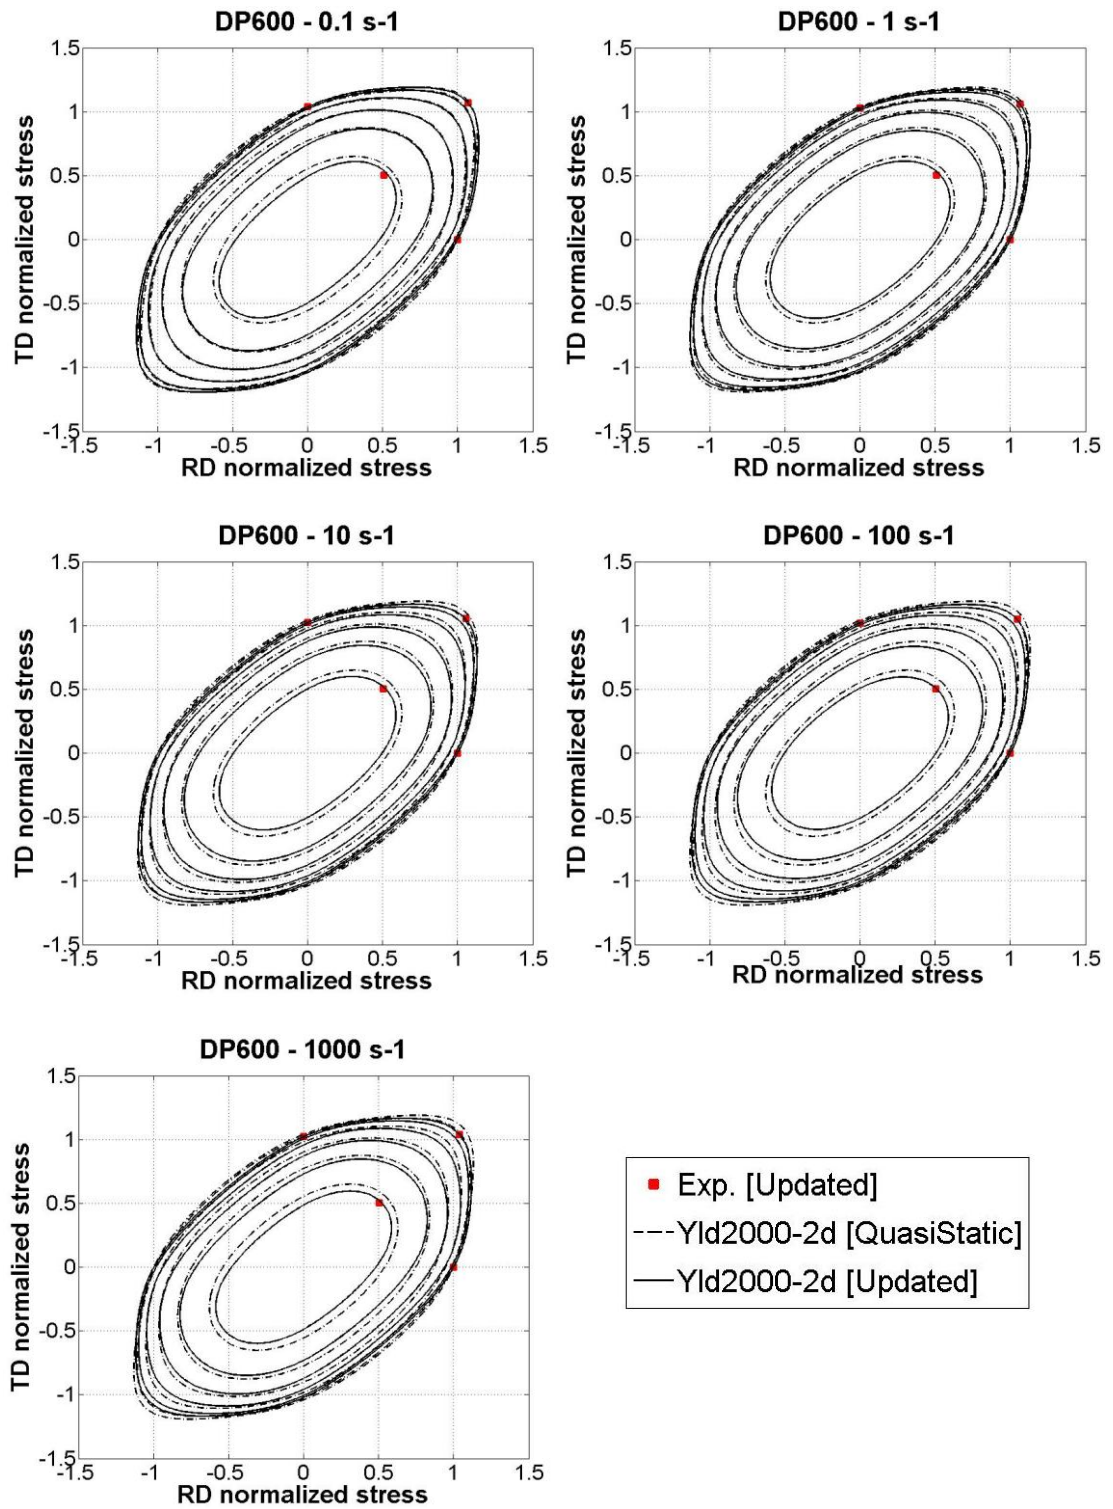 DP600 - 0.1 s-1
1.5
1
0.5
0
-0.5
-1
-1.5
TD normalized stress
-1.5 -1 -0.5 0 0.5 1 1.5
RD normalized stress
DP600 - 1 s-1
1.5
1
0.5
0
-0.5
-1
-1.5
TD normalized stress
-1.5 -1 -0.5 0 0.5 1 1.5
RD normalized stress
DP600 - 10 s-1
1.5
1
0.5
0
-0.5
-1
-1.5
TD normalized stress
-1.5 -1 -0.5 0 0.5 1 1.5
RD normalized stress
DP600 - 100 s-1
1.5
1
0.5
0
-0.5
-1
-1.5
TD normalized stress
-1.5 -1 -0.5 0 0.5 1 1.5
RD normalized stress
DP600 - 1000 s-1
1.5
1
0.5
0
-0.5
-1
-1.5
TD normalized stress
-1.5 -1 -0.5 0 0.5 1 1.5
RD normalized stress
Exp. [Updated]
Yld2000-2d [QuasiStatic]
Yld2000-2d [Updated]